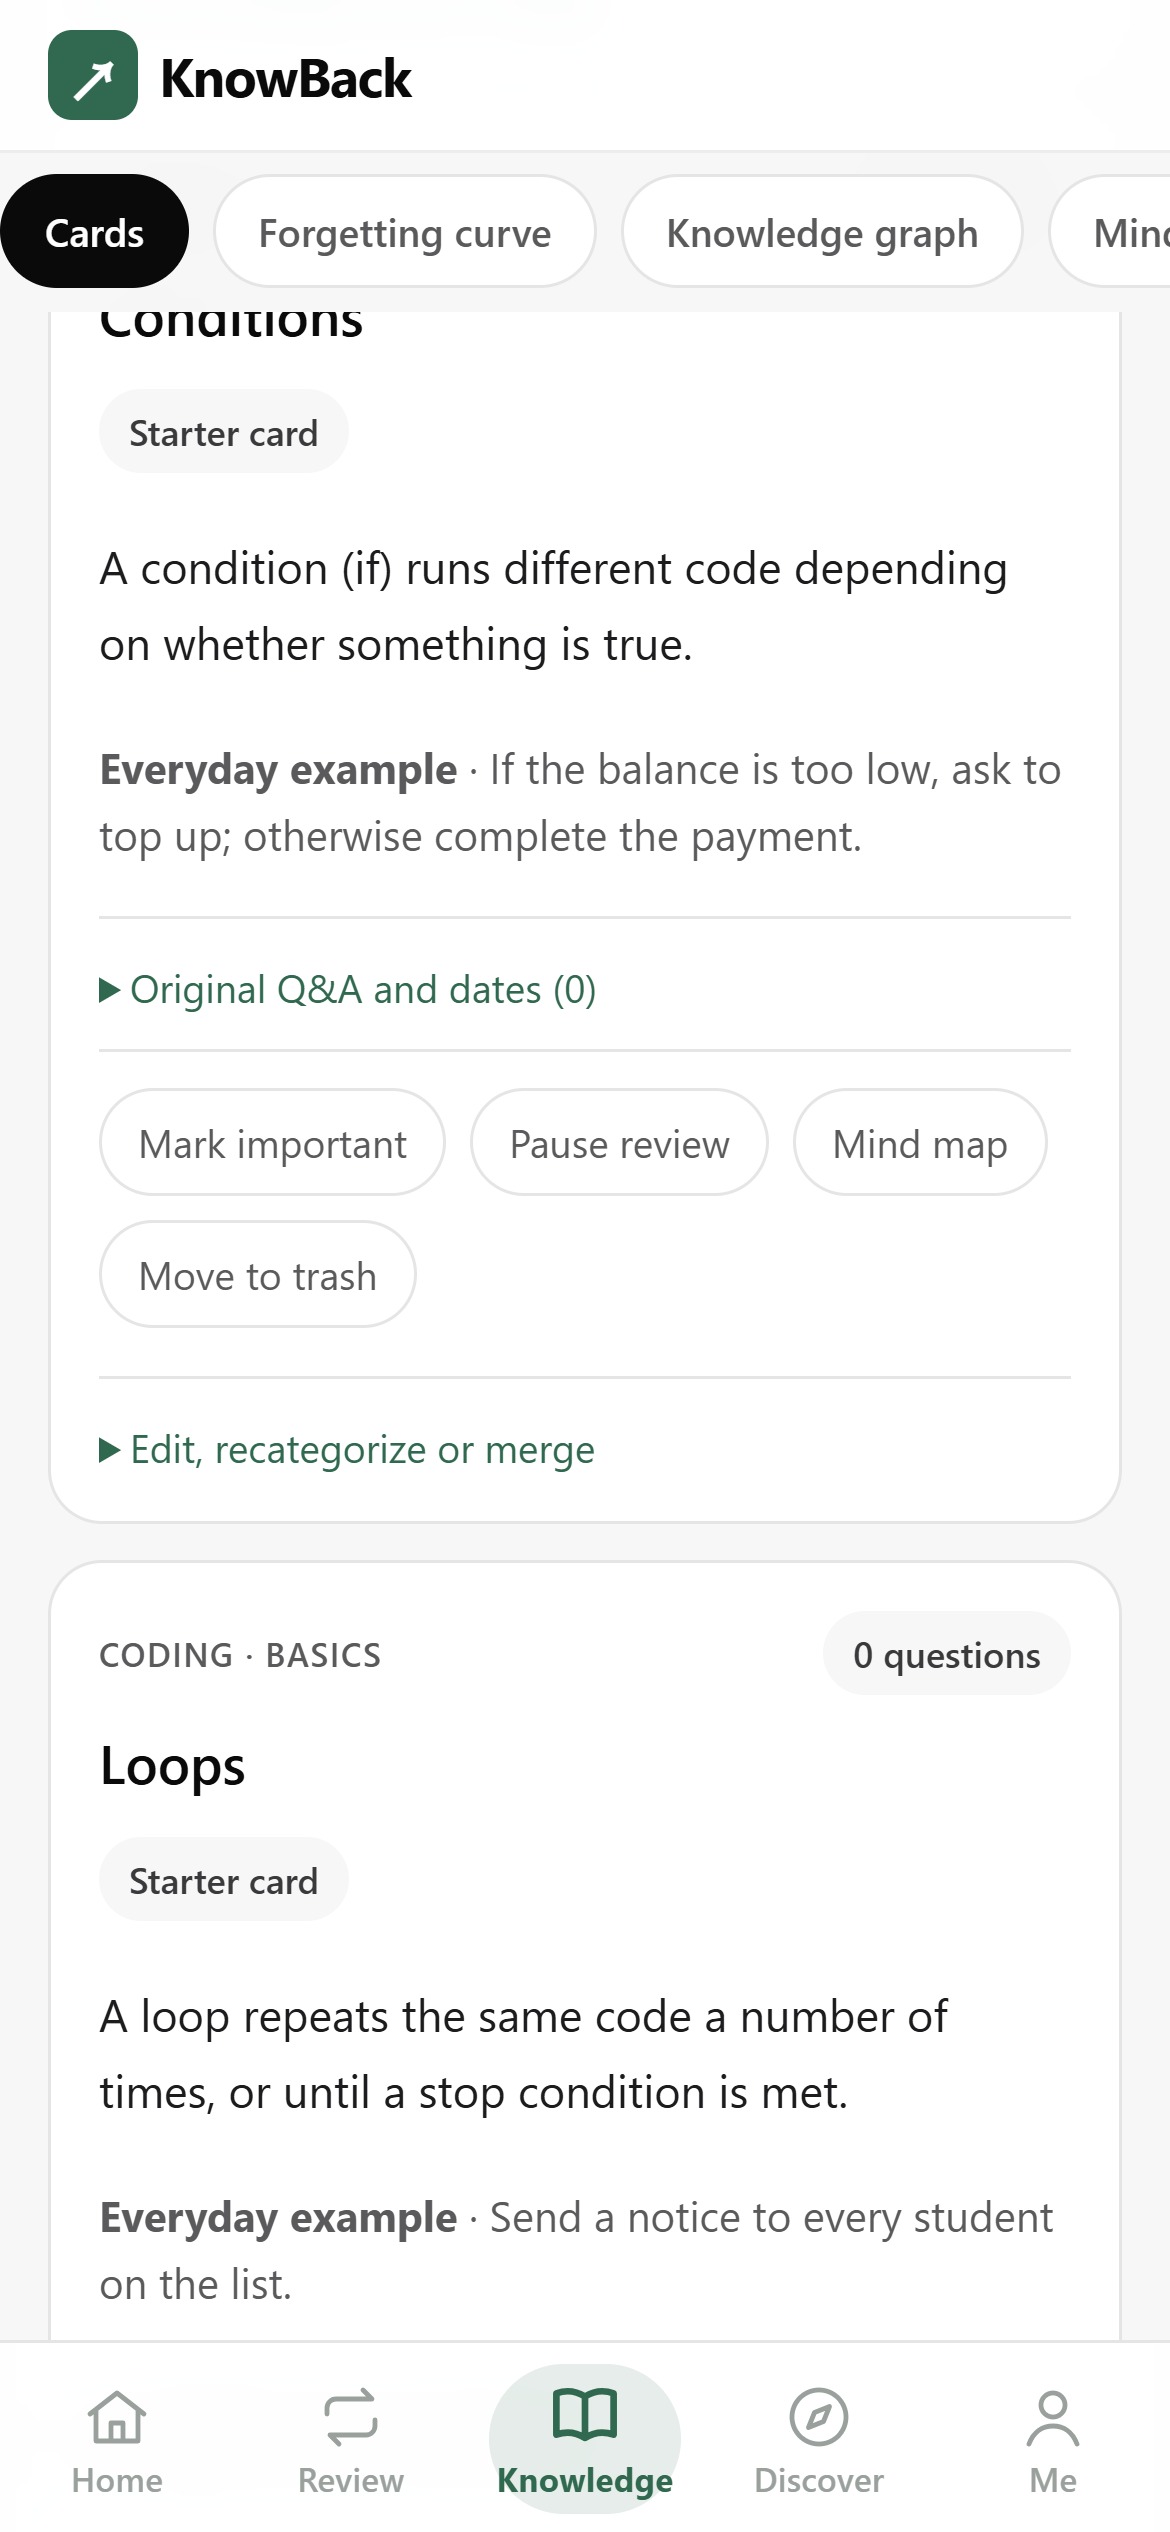 KnowBack
Cards
Forgetting curve
Knowledge graph
Conditions
Starter card
A condition (if) runs different code depending
on whether something is true.
Everyday example · If the balance is too low, ask to
top up; otherwise complete the payment.
Original Q&A and dates (0)
Mark important
Pause review
Mind map
Move to trash
Edit, recategorize or merge
CODING · BASICS
0 questions
Loops
Starter card
A loop repeats the same code a number of
times, or until a stop condition is met.
Everyday example · Send a notice to every student
on the list.
Home
Review
Knowledge
Discover
Me